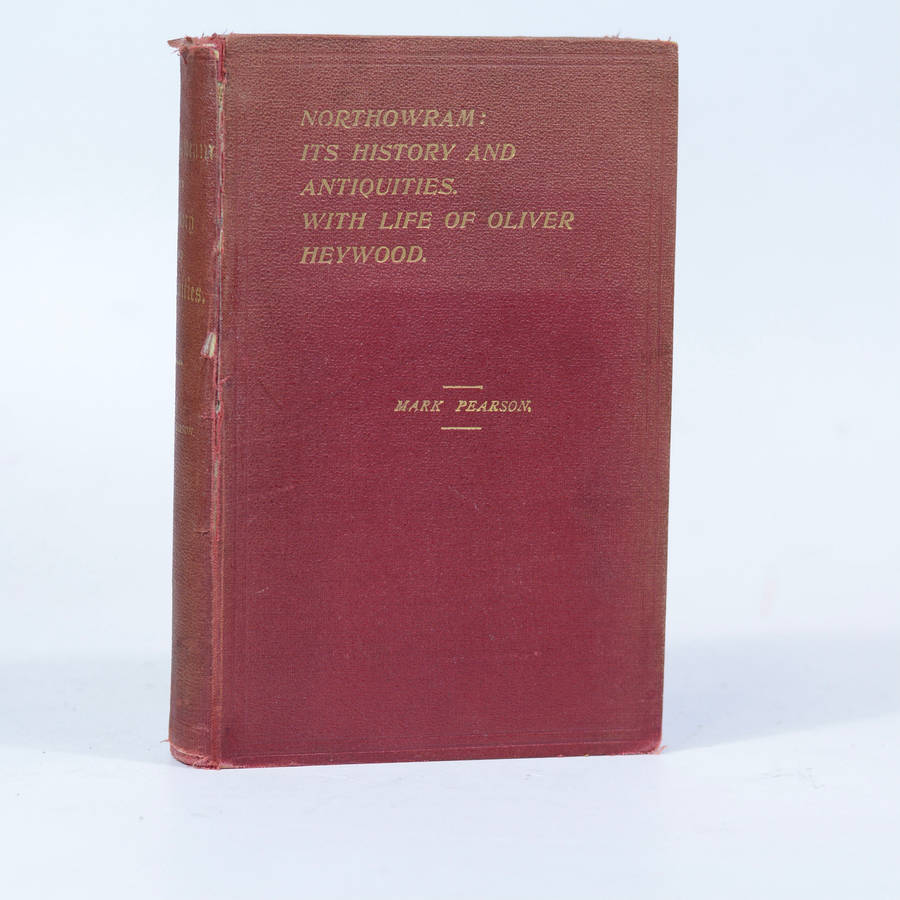 NORTHOWRAM:
ITS HISTORY AND
ANTIQUITIES.
WITH LIFE OF OLIVER
HEYWOOD.
MARK PEARSON.